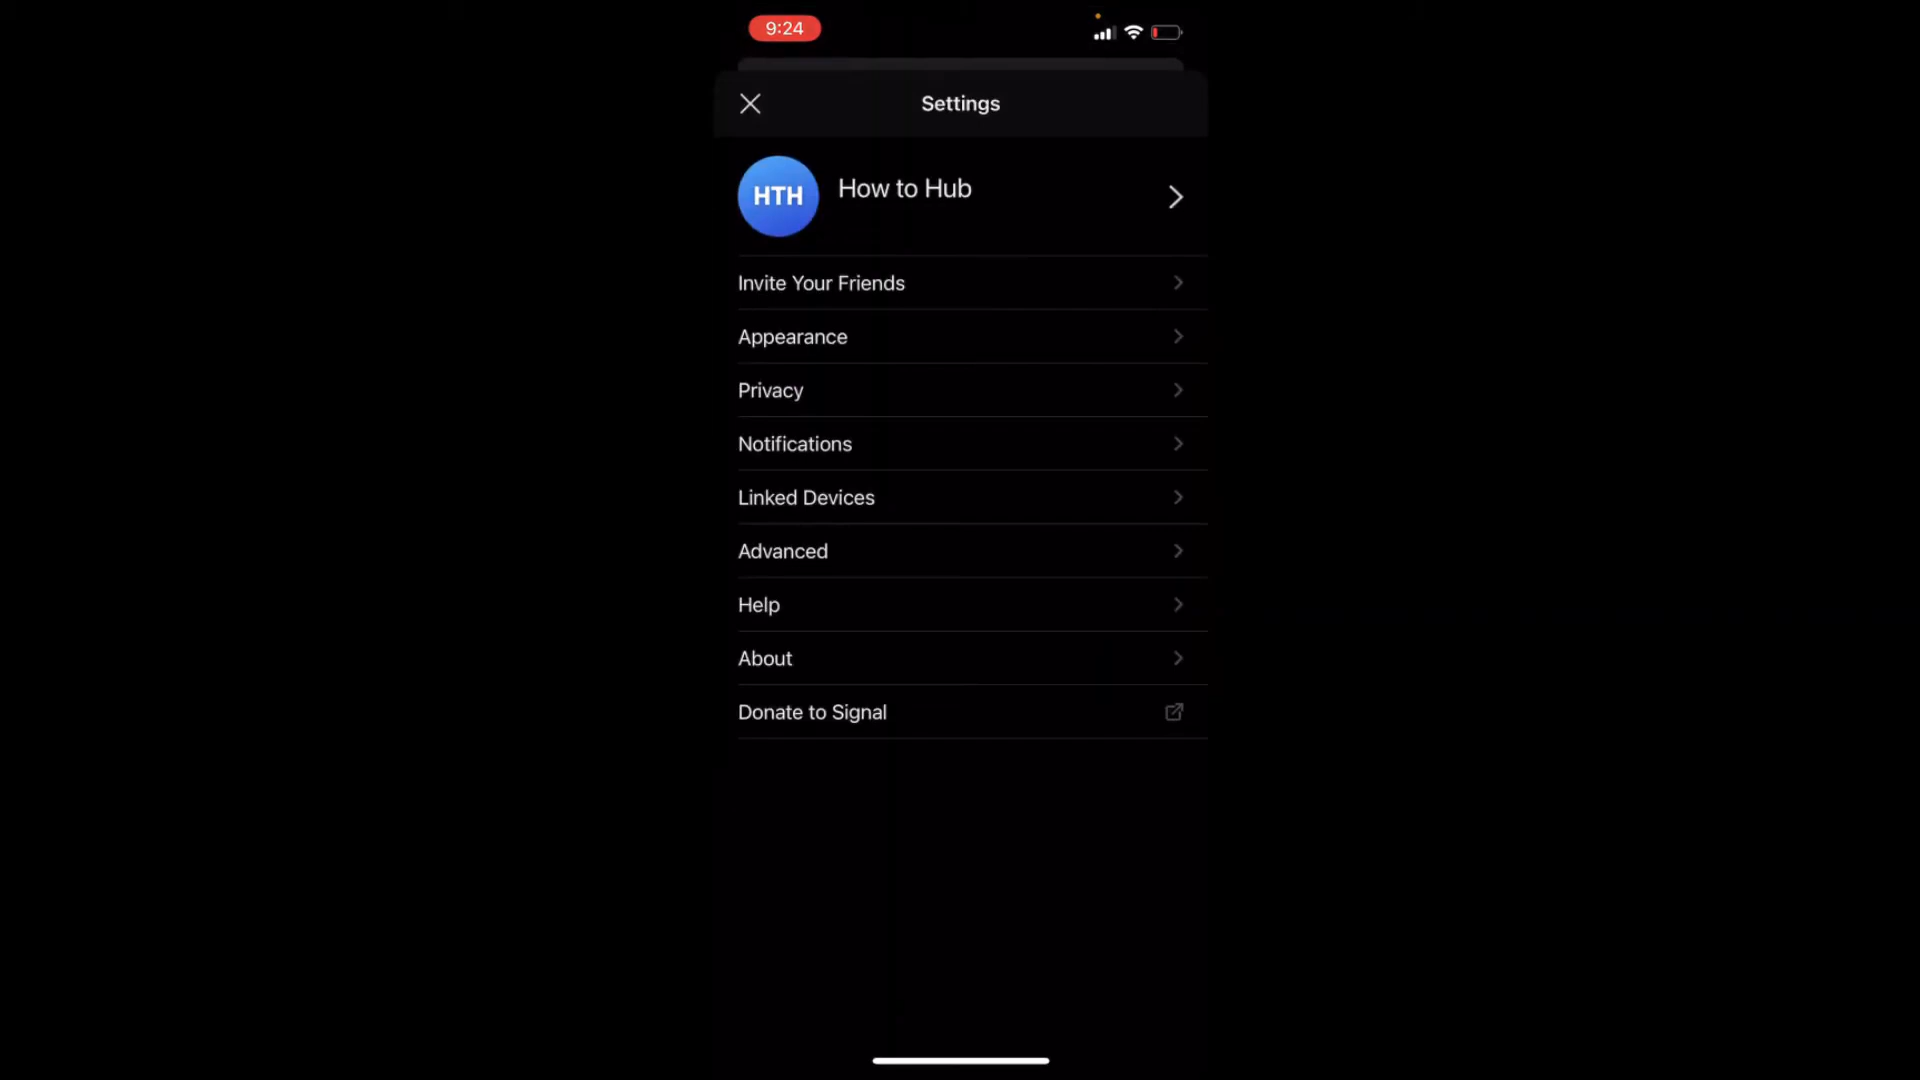 9:24
Settings
HTH
How to Hub
Invite Your Friends
Appearance
Privacy
Notifications
Linked Devices
Advanced
Help
About
Donate to Signal